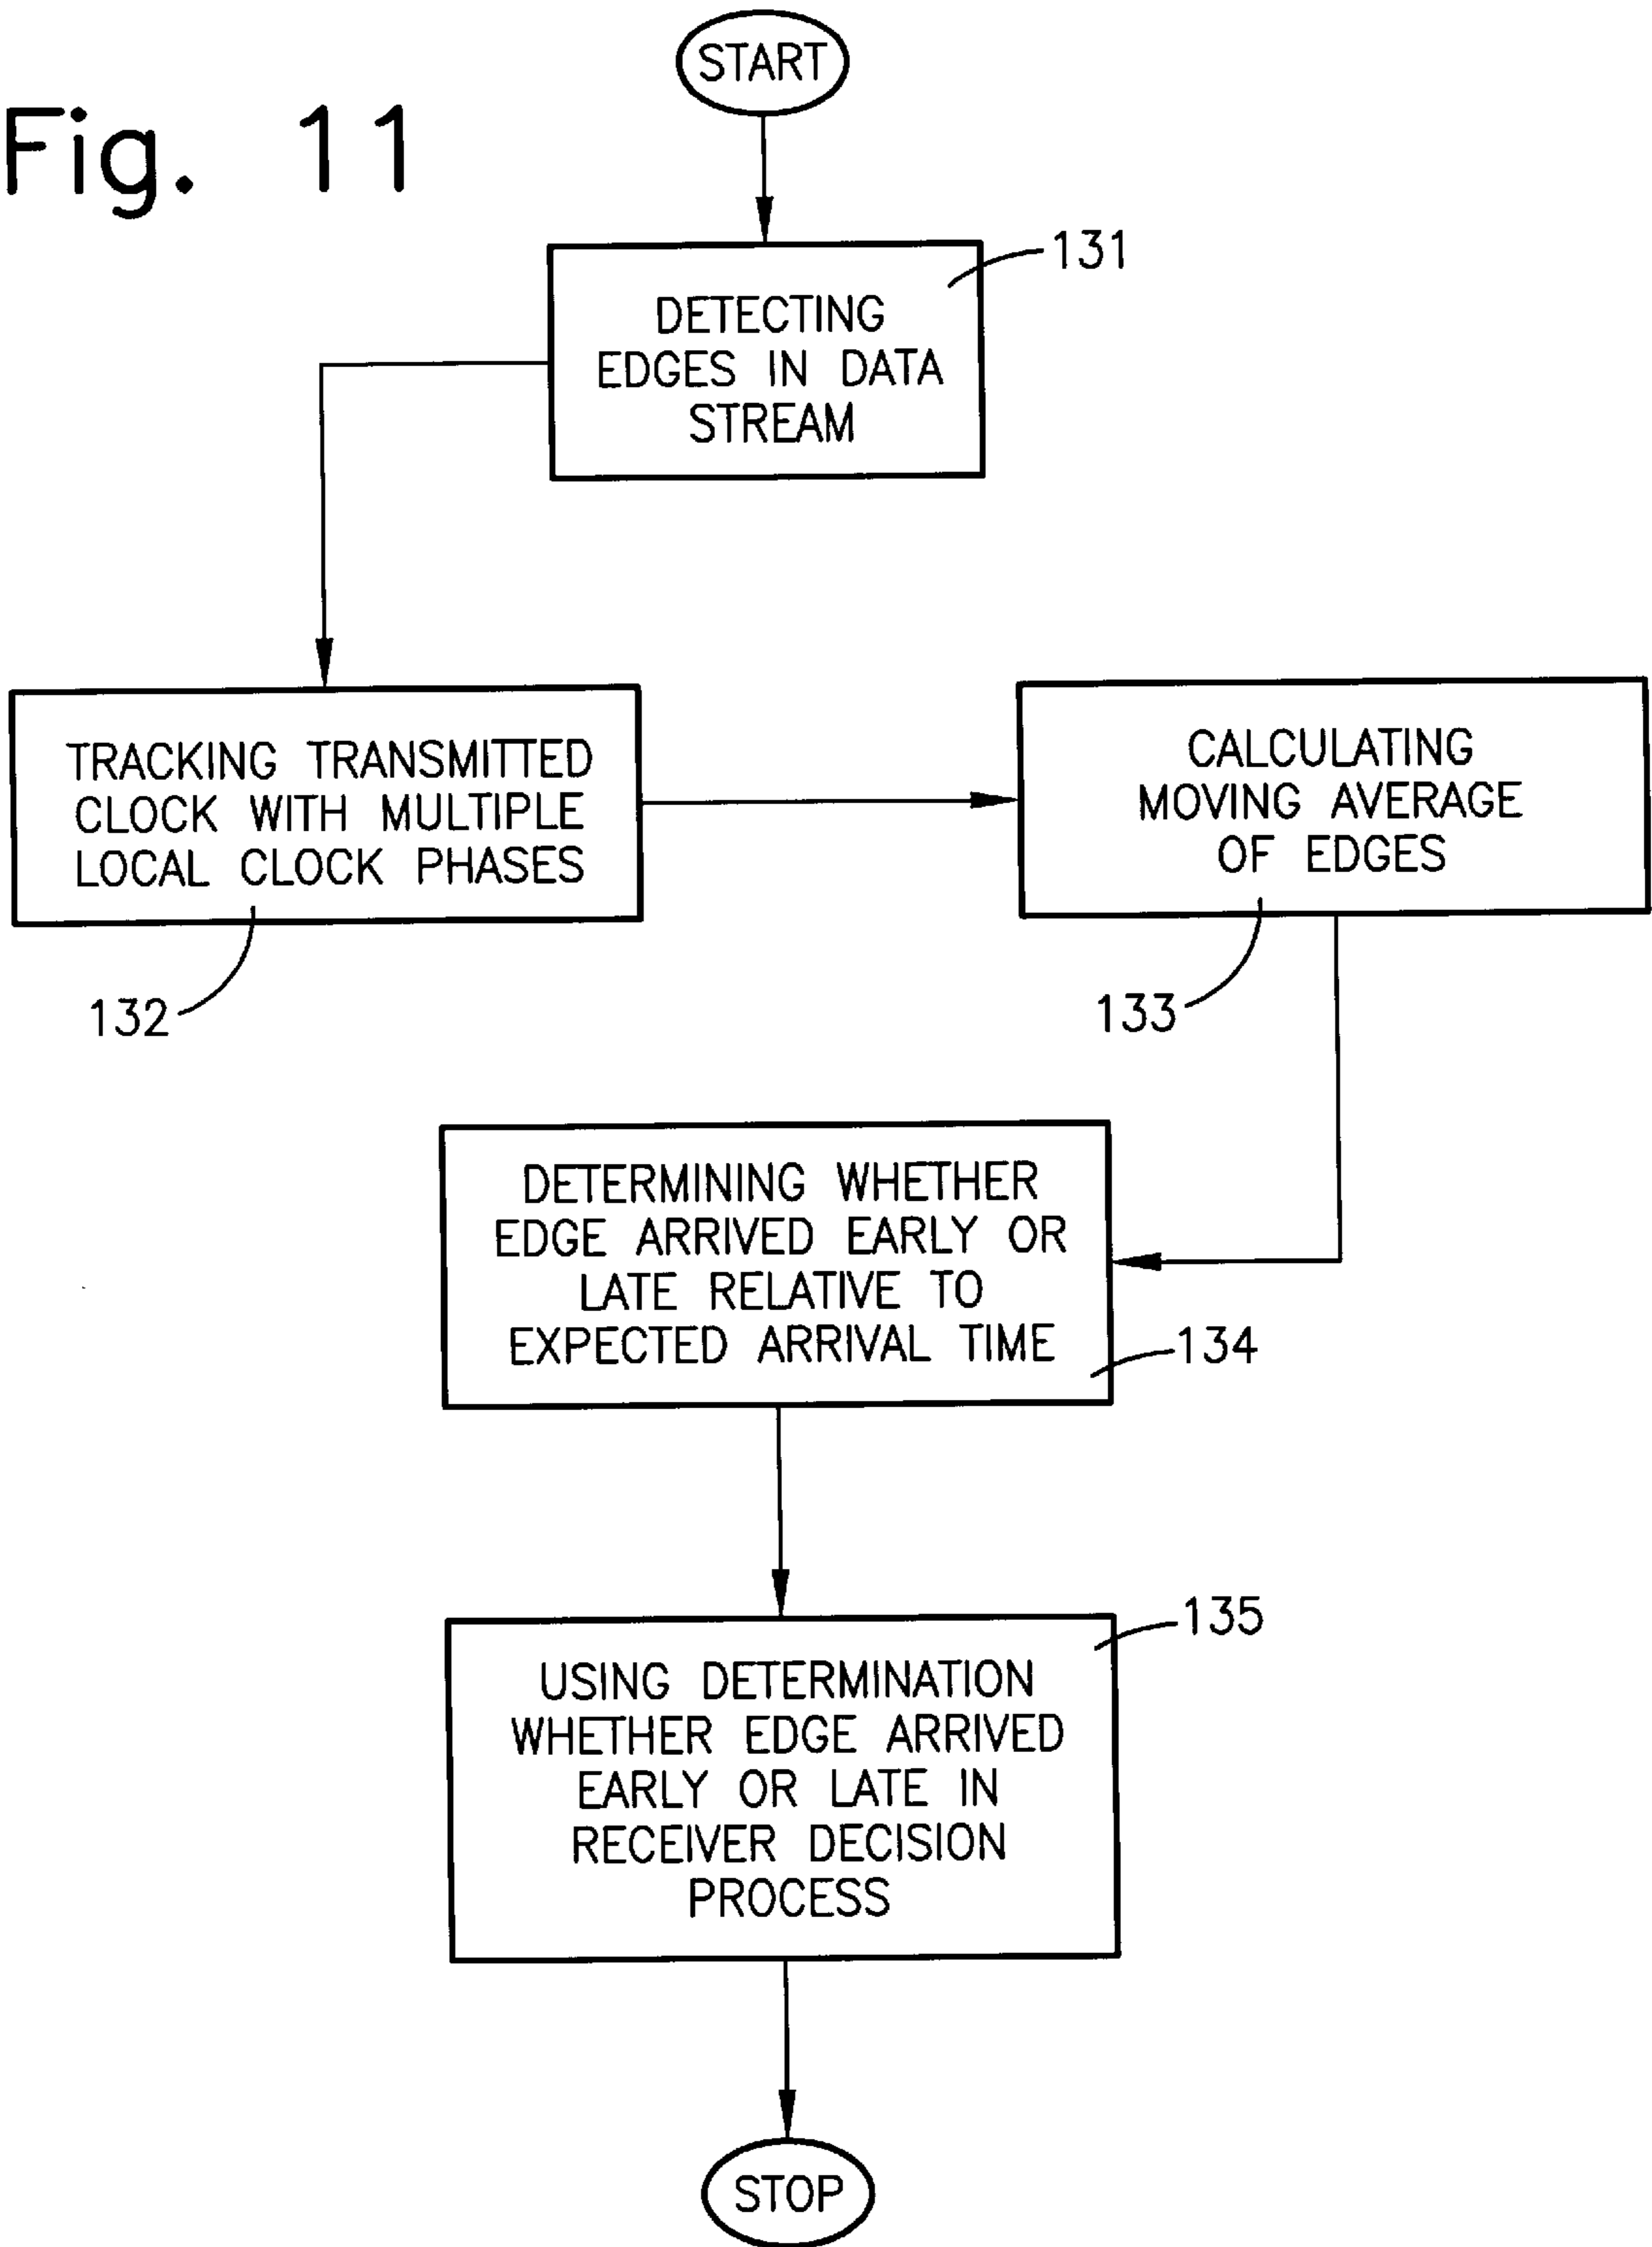 Fig. 11
START
131
DETECTING
EDGES IN DATA
STREAM
TRACKING TRANSMITTED
CLOCK WITH MULTIPLE
LOCAL CLOCK PHASES
132
CALCULATING
MOVING AVERAGE
OF EDGES
133
DETERMINING WHETHER
EDGE ARRIVED EARLY OR
LATE RELATIVE TO
EXPECTED ARRIVAL TIME
134
135
USING DETERMINATION
WHETHER EDGE ARRIVED
EARLY OR LATE IN
RECEIVER DECISION
PROCESS
STOP